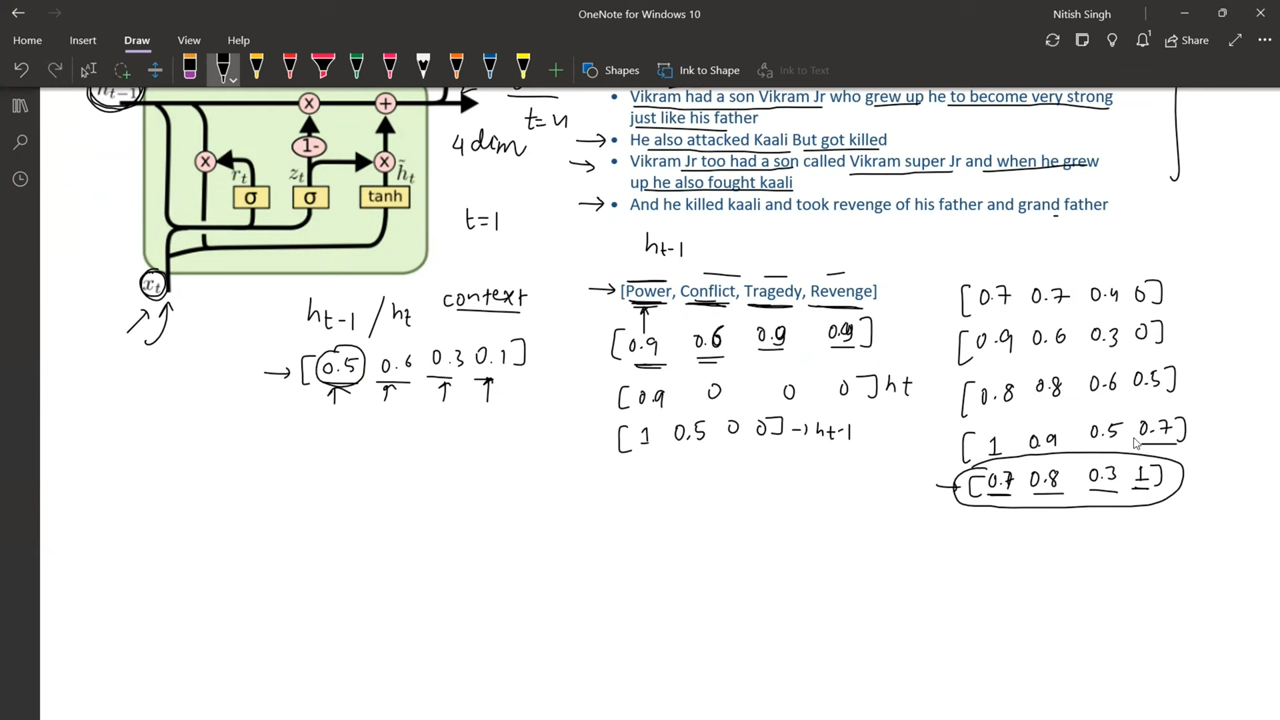 OneNote for Windows 10
Nitish Singh
Home
Insert
Draw
View
Help
Share
Shapes
Ink to Shape
Ink to Text
t=n
4 dim
t=1
h_t-1
x
+
1-
x
x
r_t
z_t
h̃_t
σ
σ
tanh
x_t
• Vikram had a son Vikram Jr who grew up he to become very strong
just like his father
→ • He also attacked Kaali But got killed
→ • Vikram Jr too had a son called Vikram super Jr and when he grew
up he also fought kaali
→ • And he killed kaali and took revenge of his father and grand father
h_t-1
→ [Power, Conflict, Tragedy, Revenge]
[0.9 0.6 0.9 0.9]
[0.9 0 0 0] h_t
[1 0.5 0 0] → h_t-1
h_t-1 / h_t context
→ [0.5 0.6 0.3 0.1]
[0.7 0.7 0.4 0]
[0.9 0.6 0.3 0]
[0.8 0.8 0.6 0.5]
[1 0.9 0.5 0.7]
→ [0.7 0.8 0.3 1]